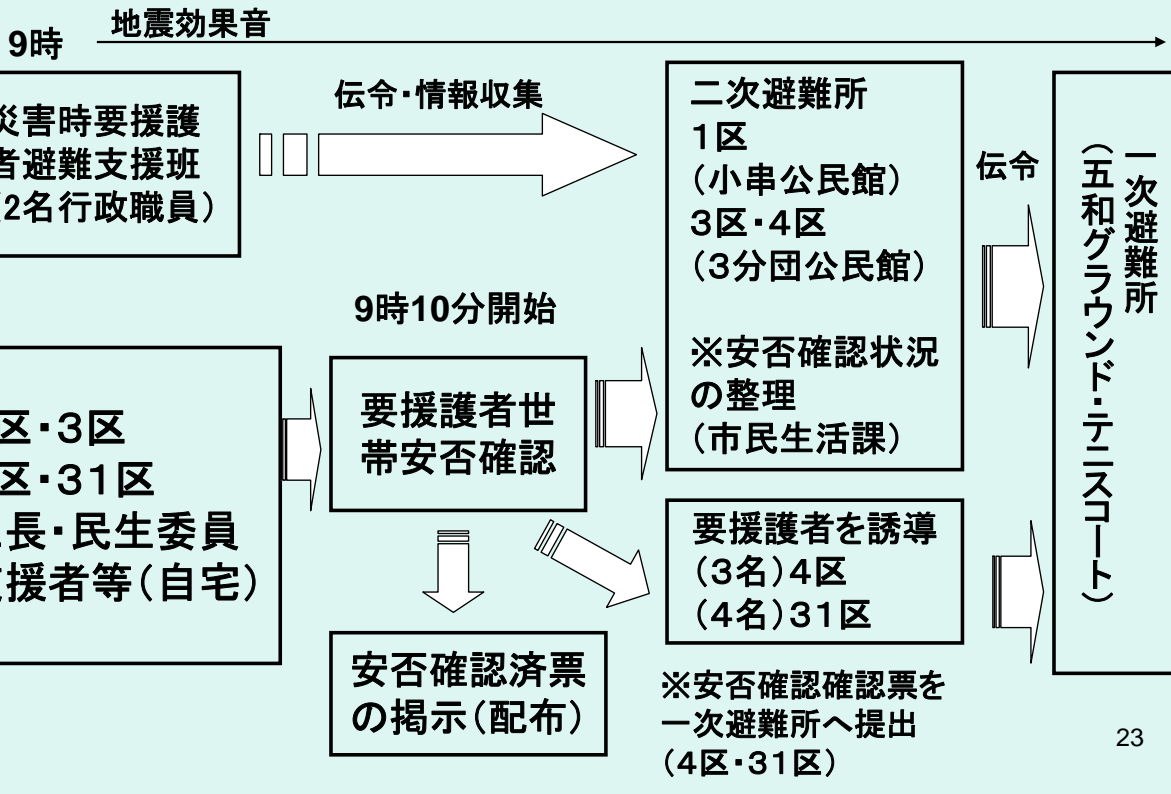 9時
地震効果音
災害時要援護
者避難支援班
(2名行政職員)
伝令・情報収集
二次避難所
1区
(小串公民館)
3区・4区
(3分団公民館)
※安否確認状況
の整理
(市民生活課)
伝令
一次避難所
(五和グラウンド・テニスコート)
9時10分開始
区・3区
区・31区
長・民生委員
援者等(自宅)
要援護者世
帯安否確認
要援護者を誘導
(3名)4区
(4名)31区
安否確認済票
の掲示(配布)
※安否確認確認票を
一次避難所へ提出
(4区・31区)
23